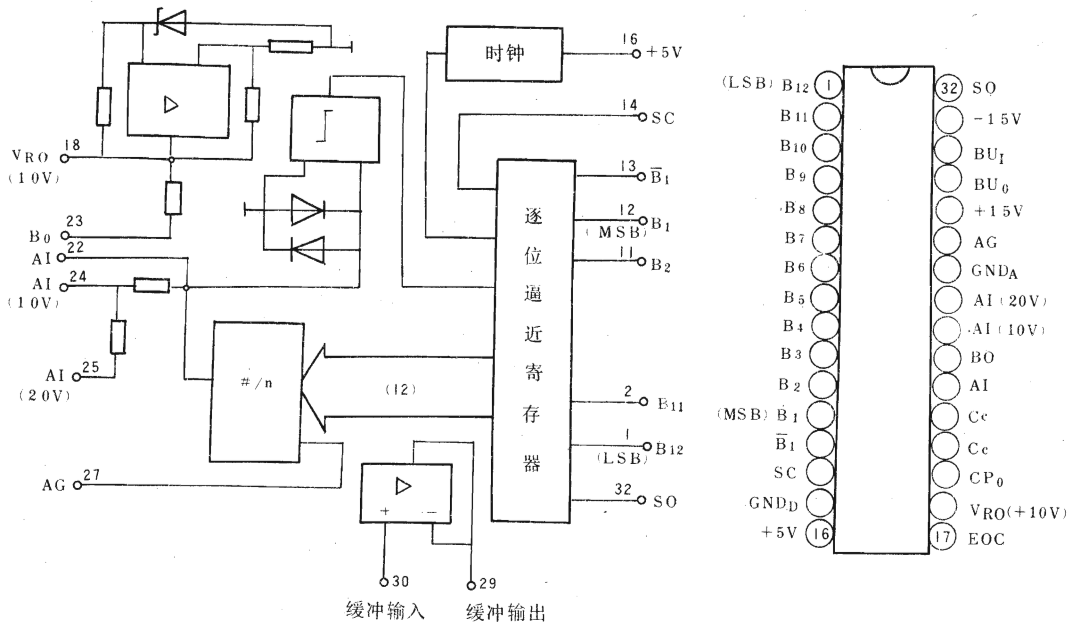 18
VRO
(10V)
23
B0
22
AI
24
AI
(10V)
25
AI
(20V)
27
AG
#/n
(12)
时钟
16
+5V
14
SC
13
B̅1
12
(MSB) B1
11
B2
逐位逼近寄存器
2
B11
1
(LSB) B12
32
SO
+ −
30
缓冲输入
29
缓冲输出
(LSB) B12 1
B11
B10
B9
B8
B7
B6
B5
B4
B3
B2
(MSB) B1
B̅1
SC
GNDD
+5V 16
32 SO
-15V
BUI
BU0
+15V
AG
GNDA
AI (20V)
AI (10V)
BO
AI
Cc
Cc
CP0
VRO(+10V)
17 EOC